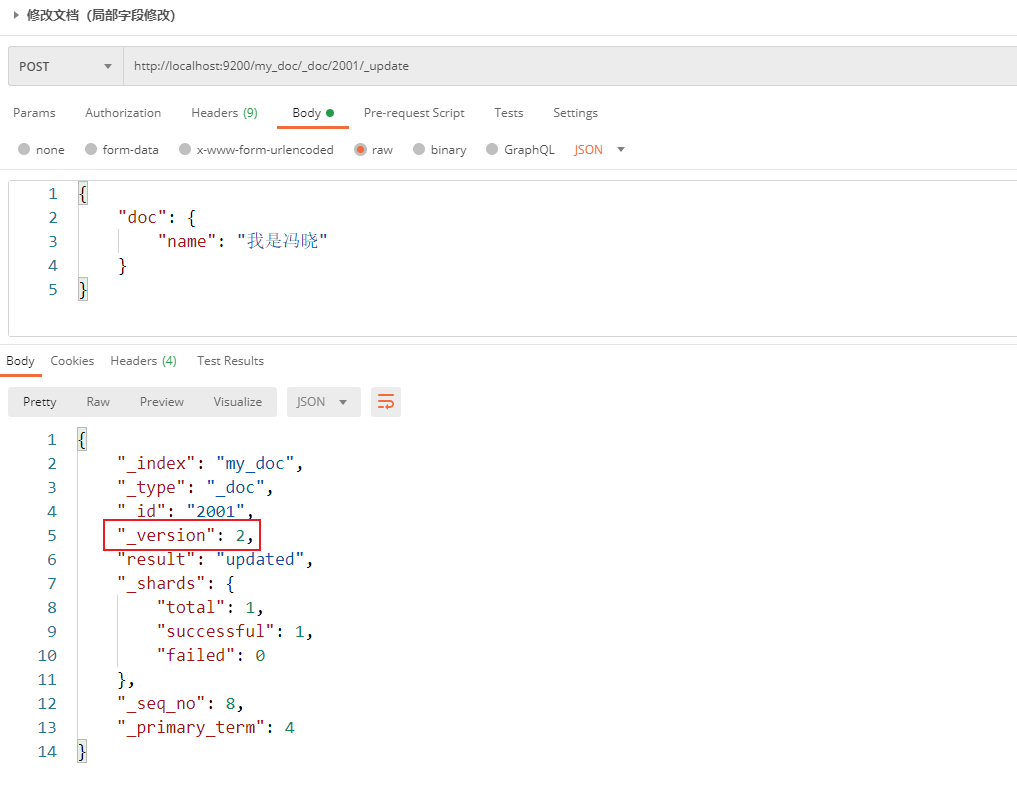 修改文档（局部字段修改）
POST http://localhost:9200/my_doc/_doc/2001/_update
Params Authorization Headers (9) Body Pre-request Script Tests Settings
none form-data x-www-form-urlencoded raw binary GraphQL JSON
1 {
2 "doc": {
3 "name": "我是冯晓"
4 }
5 }
Body Cookies Headers (4) Test Results
Pretty Raw Preview Visualize JSON
1 {
2 "_index": "my_doc",
3 "_type": "_doc",
4 "_id": "2001",
5 "_version": 2,
6 "result": "updated",
7 "_shards": {
8 "total": 1,
9 "successful": 1,
10 "failed": 0
11 },
12 "_seq_no": 8,
13 "_primary_term": 4
14 }